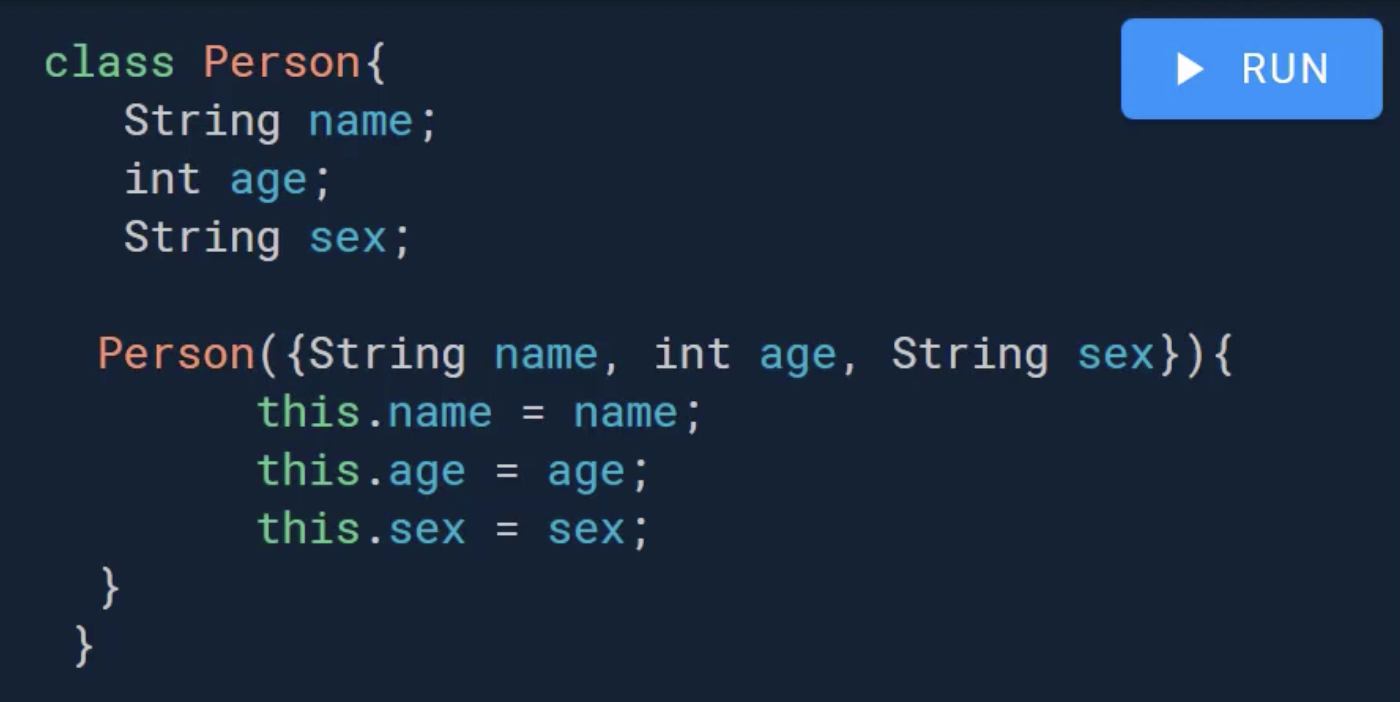 class Person{
RUN
String name;
int age;
String sex;
Person({String name, int age, String sex}){
this.name = name;
this.age = age;
this.sex = sex;
}
}